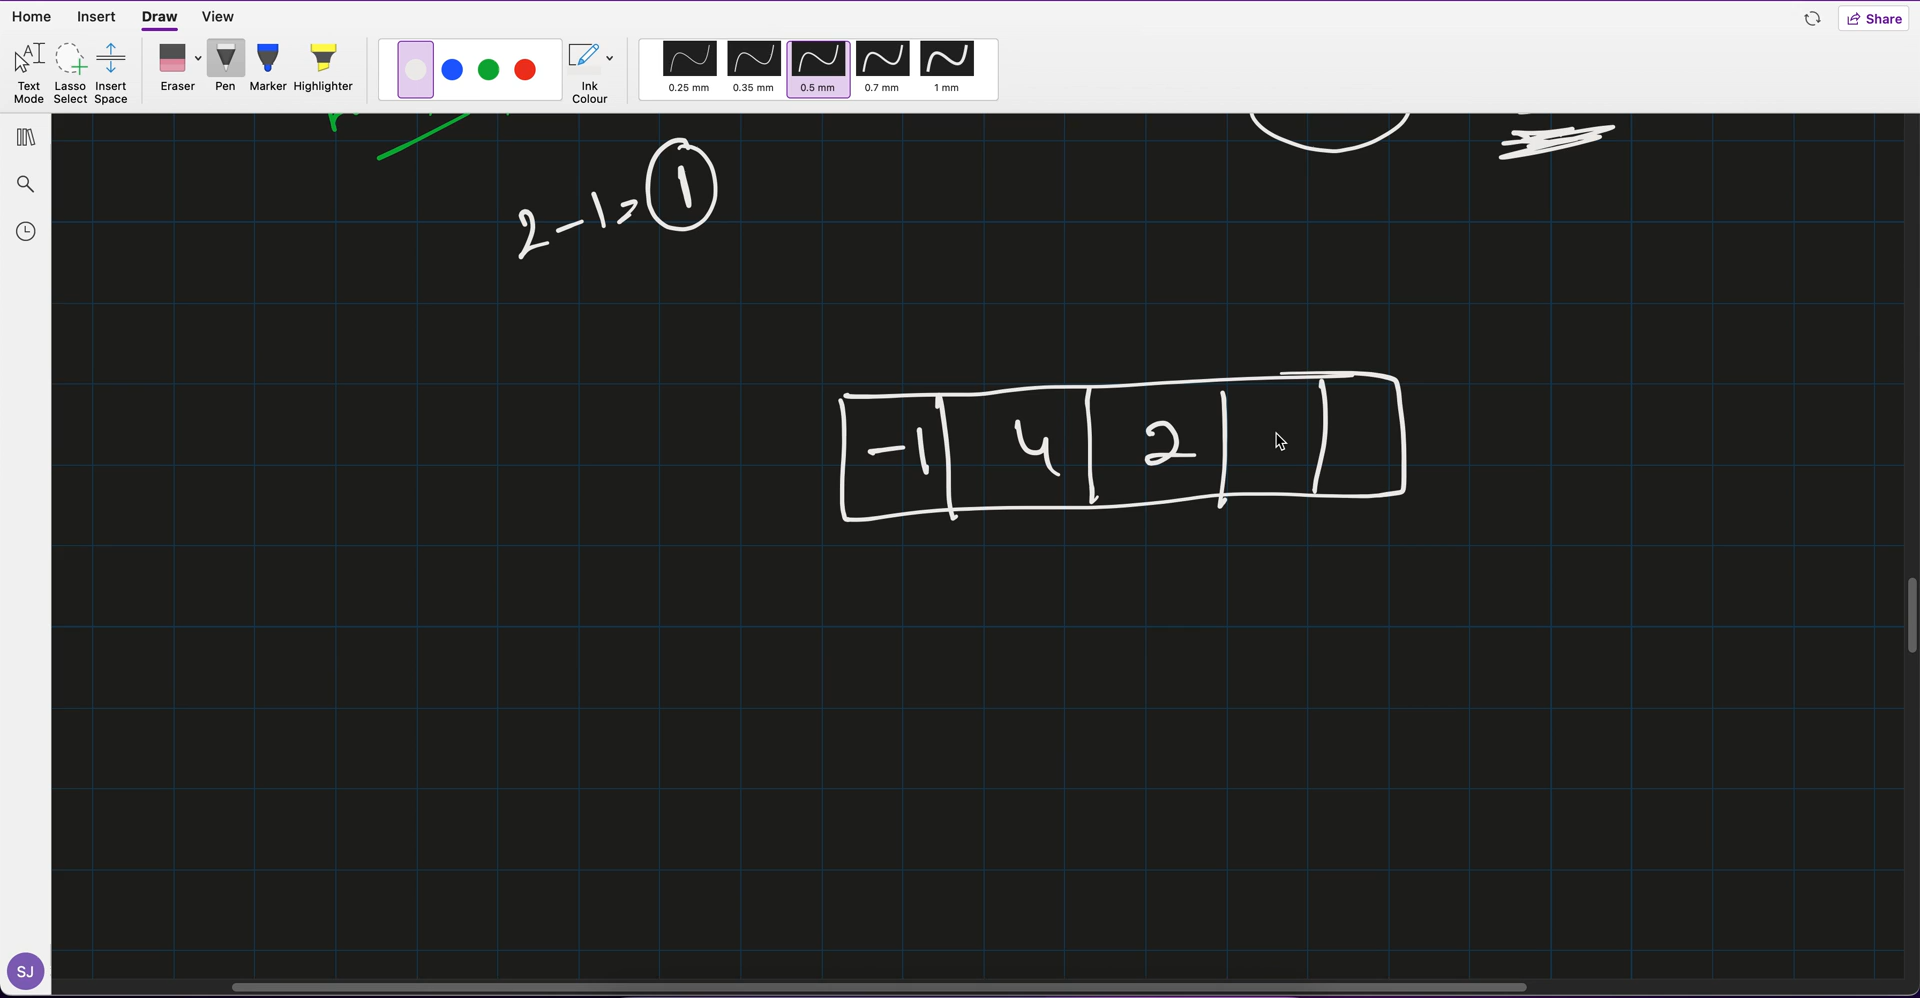 Home Insert Draw View
Share
Text Mode
Lasso Select
Insert Space
Eraser
Pen
Marker
Highlighter
Ink Colour
0.25 mm
0.35 mm
0.5 mm
0.7 mm
1 mm
2 - 1 = 1
-1 4 2
SJ